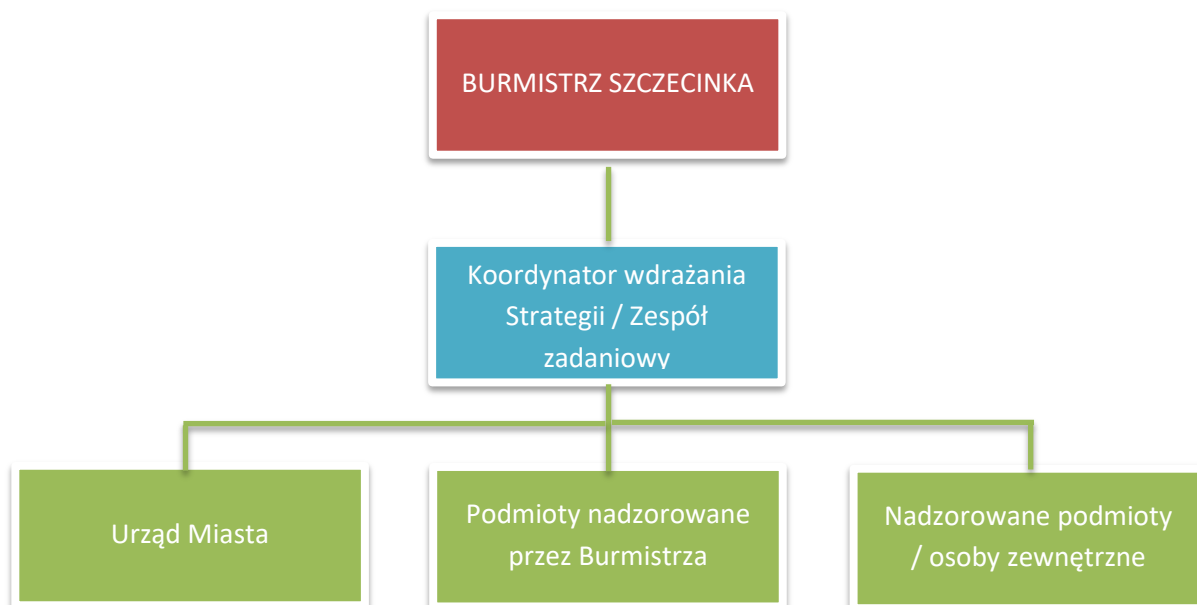 BURMISTRZ SZCZECINKA
Koordynator wdrażania
Strategii / Zespół
zadaniowy
Urząd Miasta
Podmioty nadzorowane
przez Burmistrza
Nadzorowane podmioty
/ osoby zewnętrzne